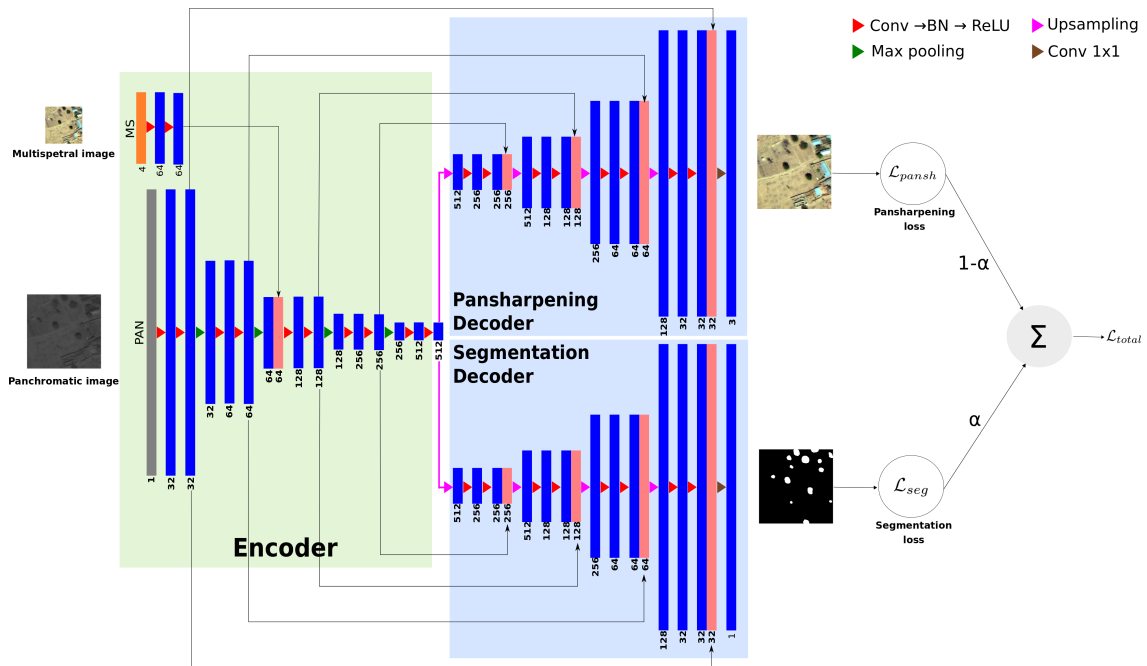 Conv →BN → ReLU
Max pooling
Upsampling
Conv 1x1
MS
4
64
64
Multispetral image
PAN
Panchromatic image
1
32
32
32
64
64
64
64
128
128
128
256
256
256
512
512
Encoder
512
256
256
256
512
128
128
128
256
64
64
64
128
32
32
32
3
Pansharpening
Decoder
Segmentation
Decoder
512
256
256
256
512
128
128
128
256
64
64
64
128
32
32
32
1
ℒpansh
Pansharpening
loss
1-α
Σ
ℒtotal
α
ℒseg
Segmentation
loss